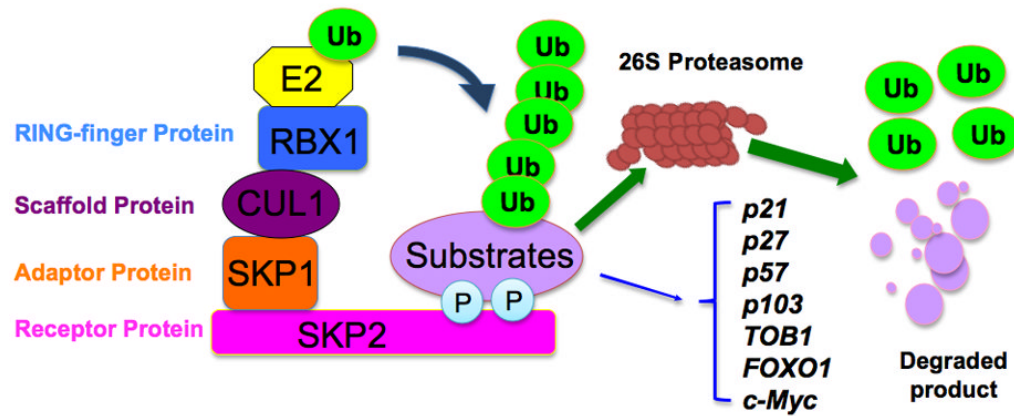 Ub
E2
RING-finger Protein
RBX1
Scaffold Protein
CUL1
Adaptor Protein
SKP1
Receptor Protein
SKP2
Ub
Ub
Ub
Ub
Ub
Substrates
P
P
26S Proteasome
p21
p27
p57
p103
TOB1
FOXO1
c-Myc
Ub
Ub
Ub
Ub
Degraded
product